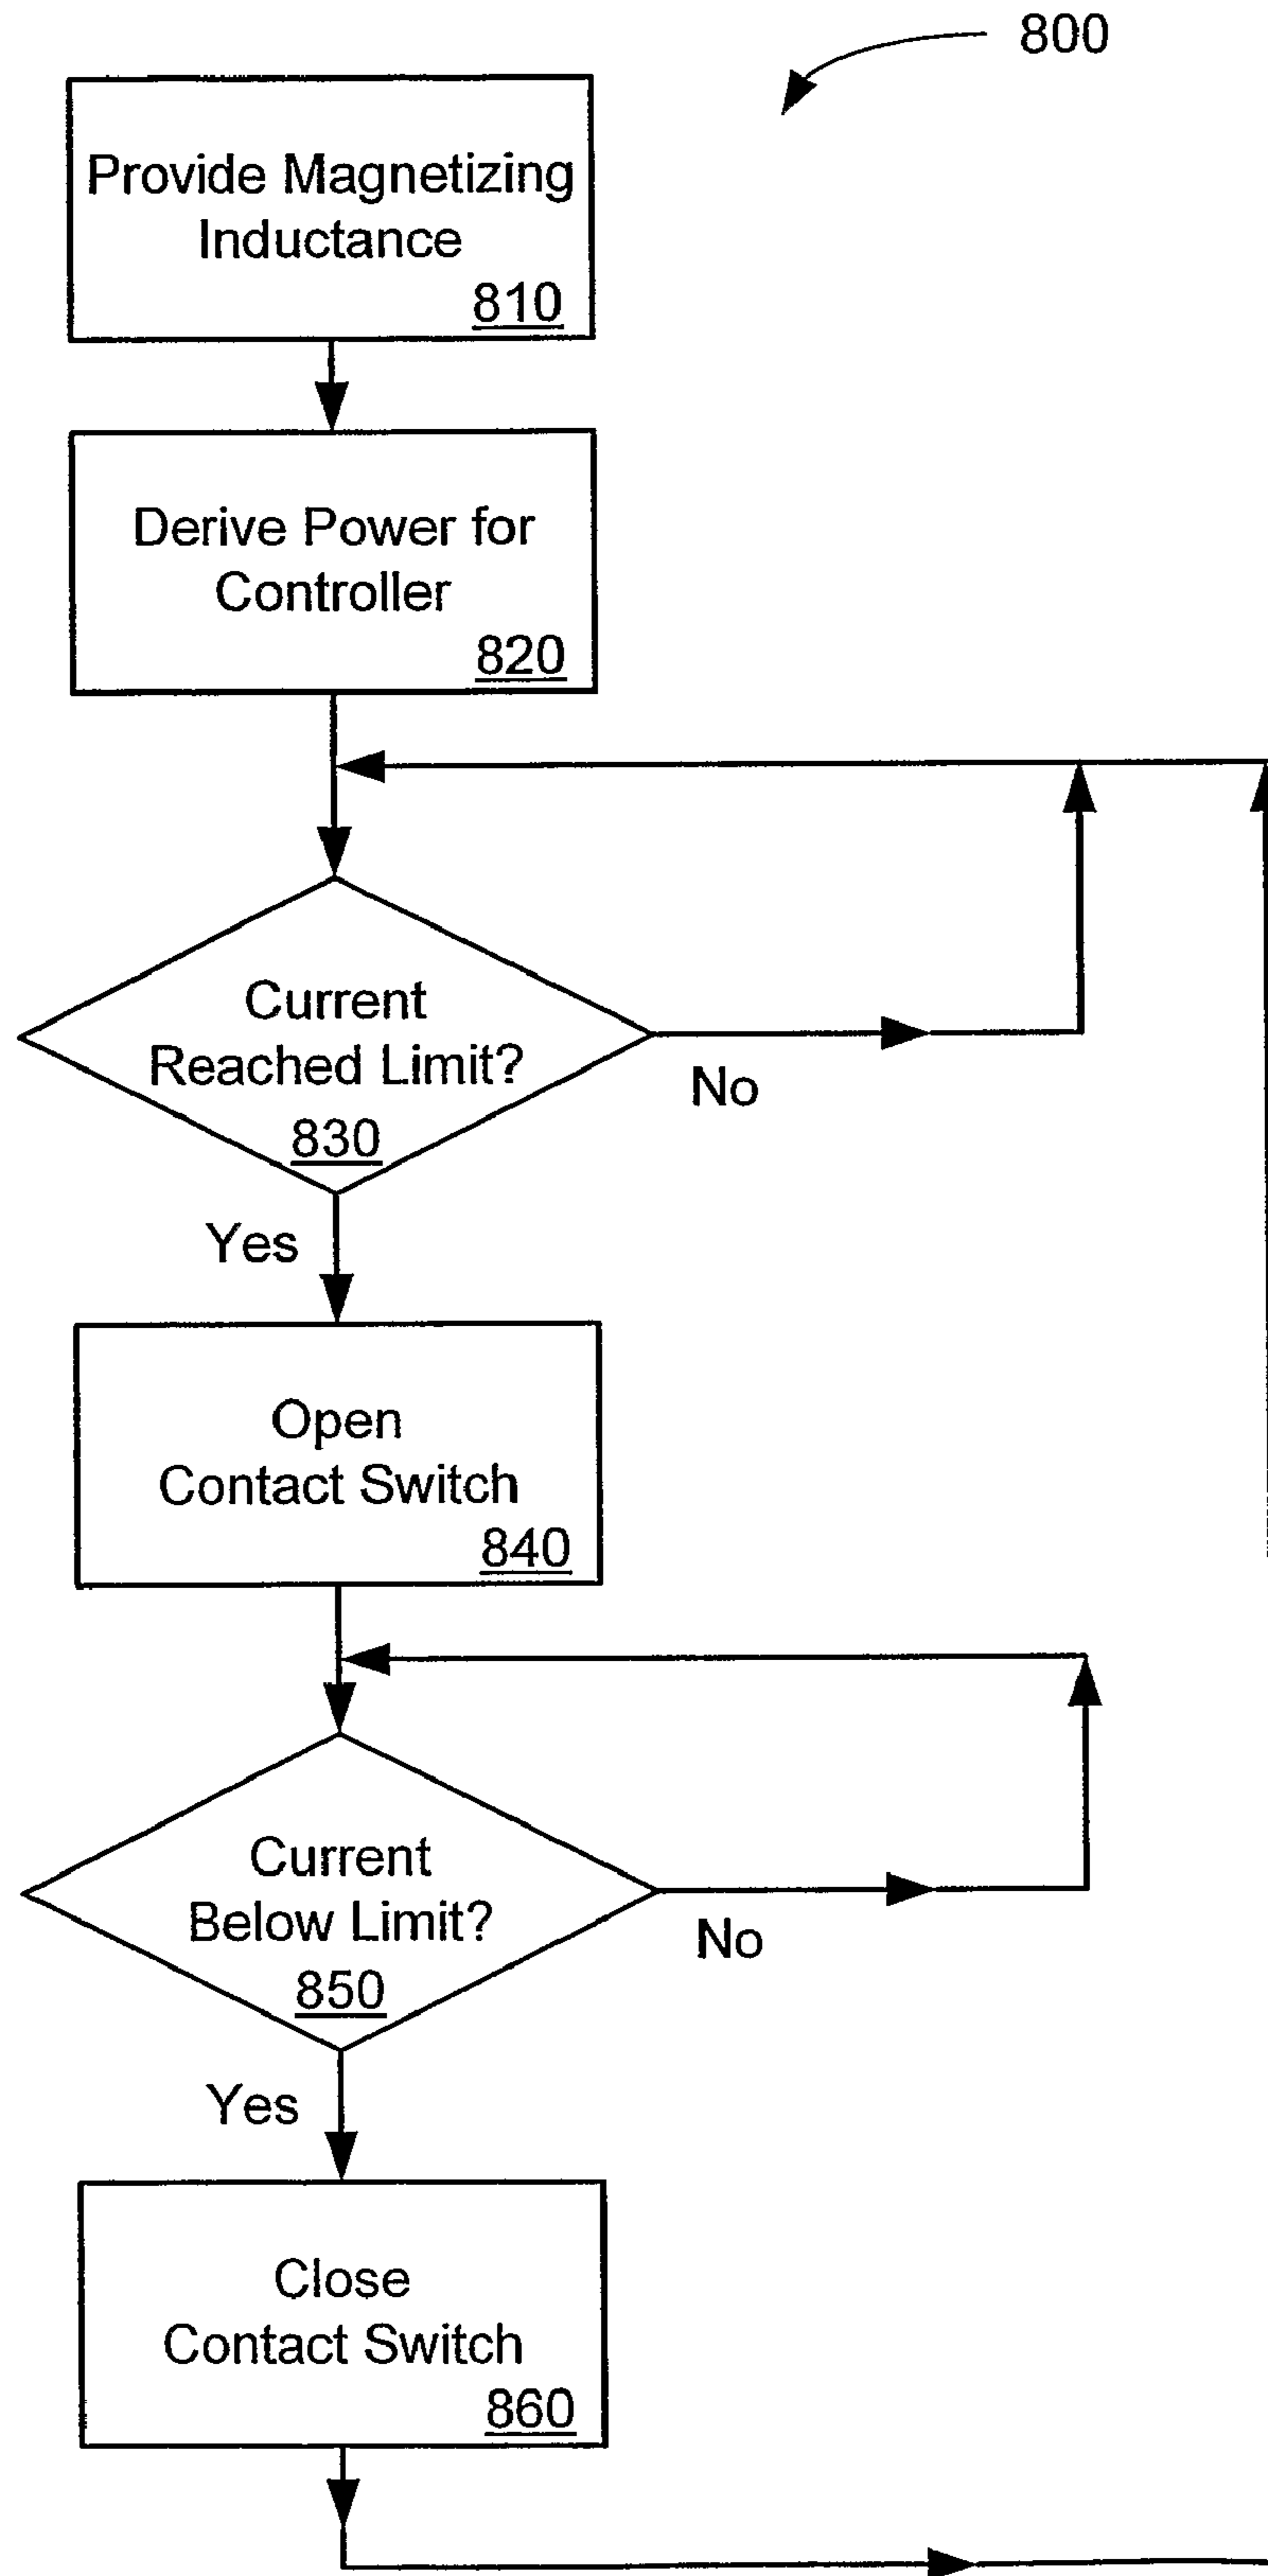 800
Provide Magnetizing
Inductance
810
Derive Power for
Controller
820
Current
Reached Limit?
830
No
Yes
Open
Contact Switch
840
Current
Below Limit?
850
No
Yes
Close
Contact Switch
860